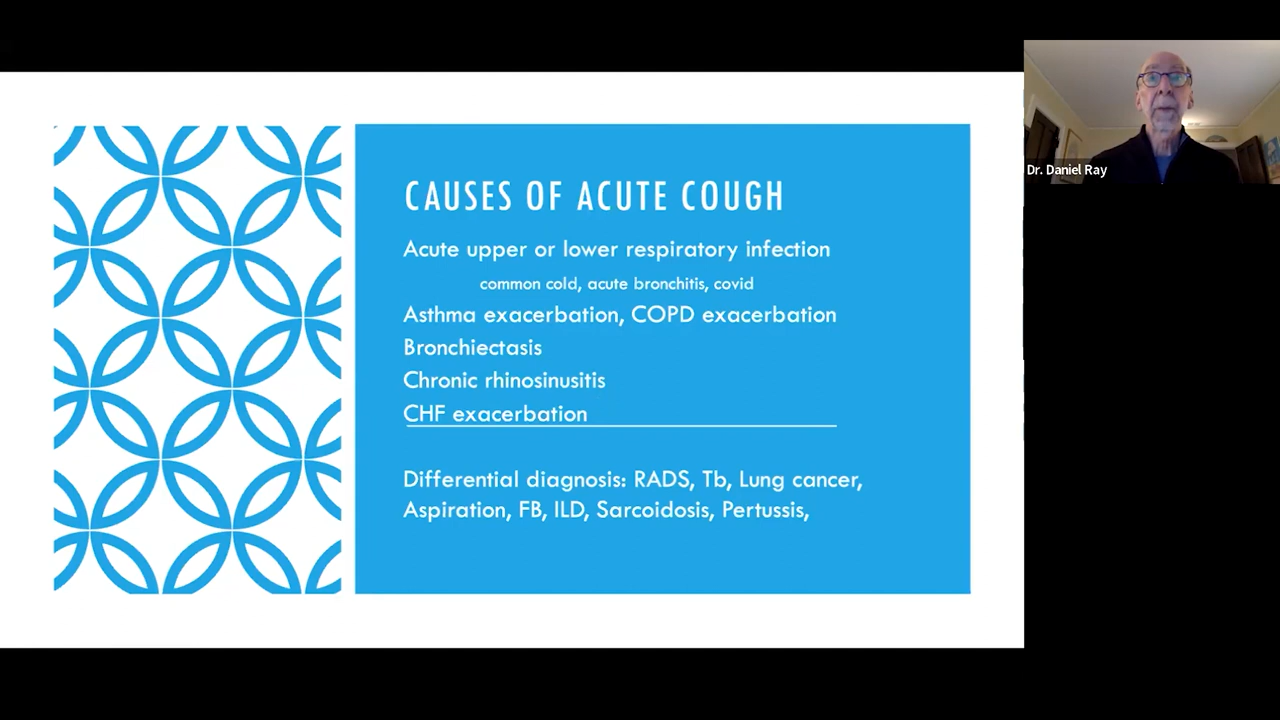 CAUSES OF ACUTE COUGH
Acute upper or lower respiratory infection
common cold, acute bronchitis, covid
Asthma exacerbation, COPD exacerbation
Bronchiectasis
Chronic rhinosinusitis
CHF exacerbation
Differential diagnosis: RADS, Tb, Lung cancer,
Aspiration, FB, ILD, Sarcoidosis, Pertussis,
Dr. Daniel Ray